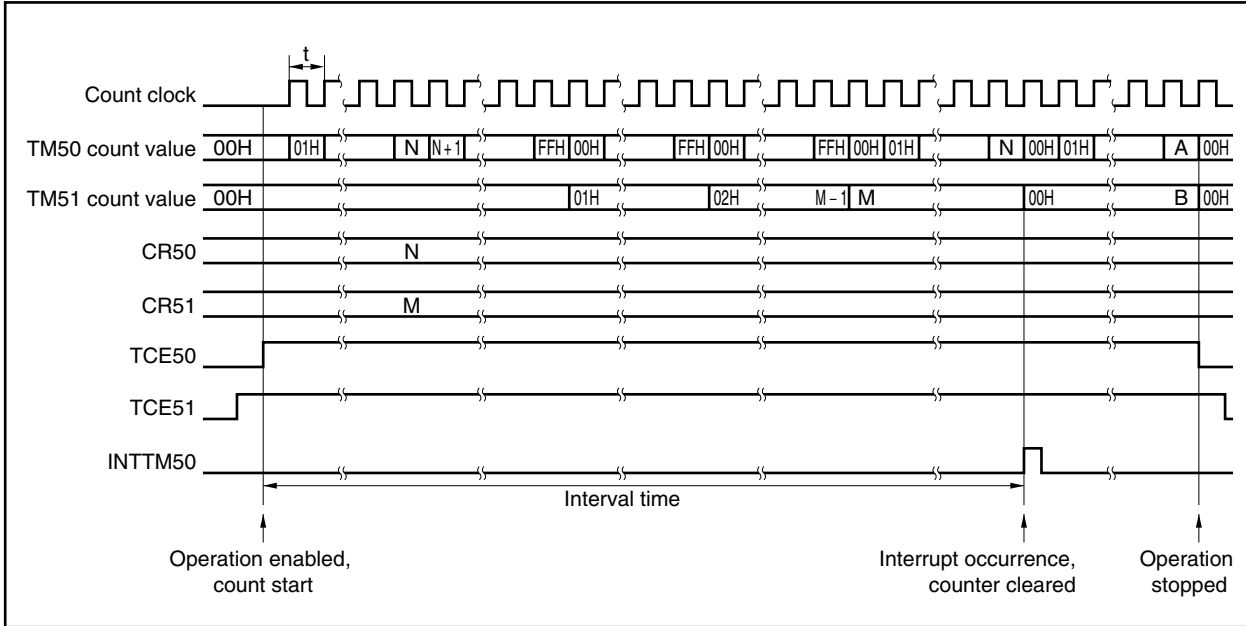 t
Count clock
TM50 count value 00H 01H N N+1 FFH 00H FFH 00H FFH 00H 01H N 00H 01H A 00H
TM51 count value 00H 01H 02H M−1 M 00H B 00H
CR50 N
CR51 M
TCE50
TCE51
INTTM50
Interval time
Operation enabled,
count start
Interrupt occurrence,
counter cleared
Operation
stopped